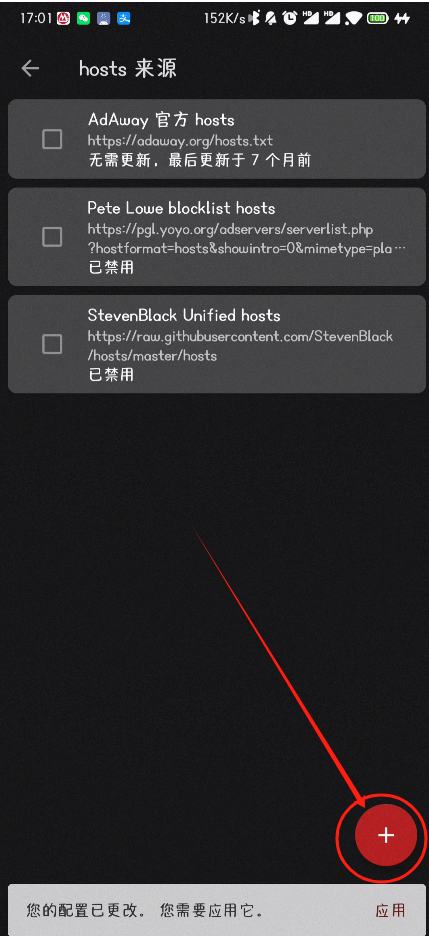 17:01 152K/s HD HD 100
hosts 来源
AdAway 官方 hosts
https://adaway.org/hosts.txt
无需更新，最后更新于 7 个月前
Pete Lowe blocklist hosts
https://pgl.yoyo.org/adservers/serverlist.php
?hostformat=hosts&showintro=0&mimetype=pla…
已禁用
StevenBlack Unified hosts
https://raw.githubusercontent.com/StevenBlack
/hosts/master/hosts
已禁用
+
您的配置已更改。 您需要应用它。 应用